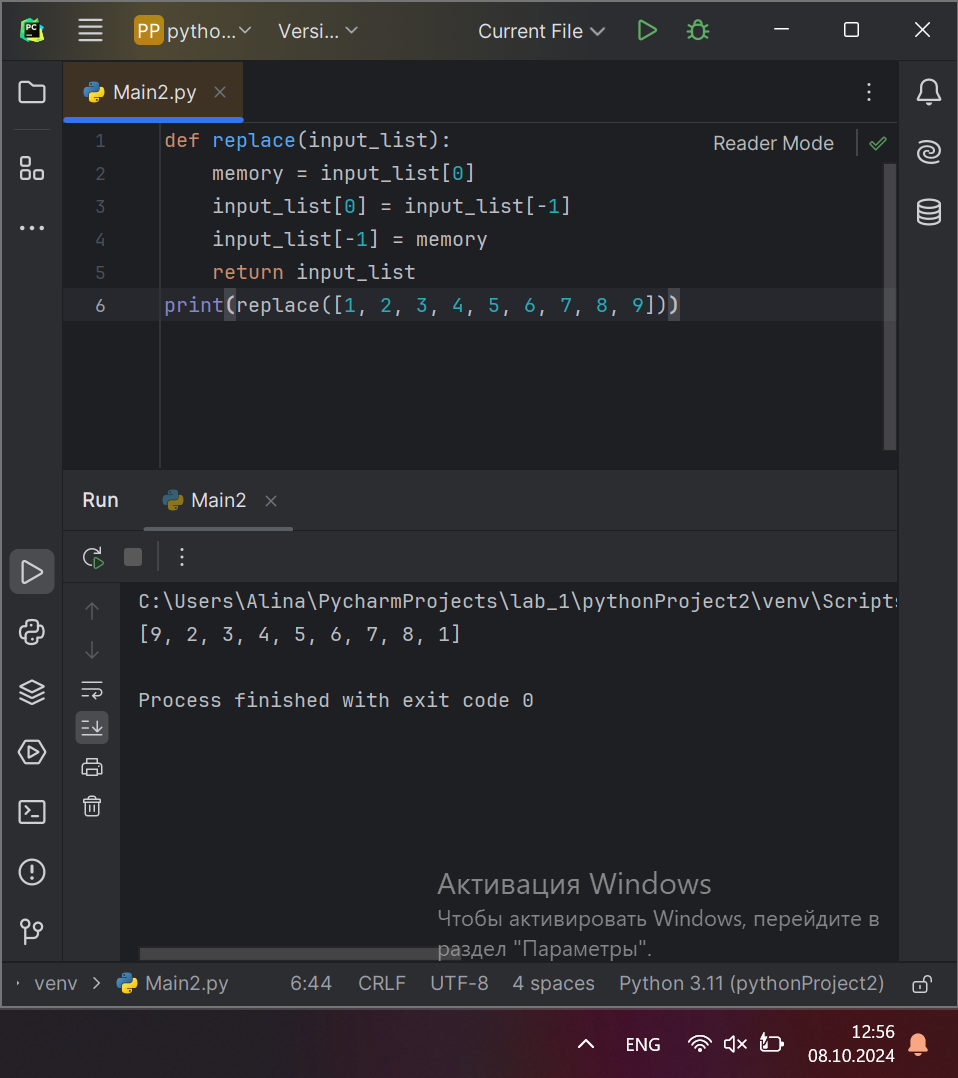 PC
PP pytho... Versi... Current File
Main2.py
Reader Mode
1 def replace(input_list):
2     memory = input_list[0]
3     input_list[0] = input_list[-1]
4     input_list[-1] = memory
5     return input_list
6 print(replace([1, 2, 3, 4, 5, 6, 7, 8, 9]))
Run Main2
C:\Users\Alina\PycharmProjects\lab_1\pythonProject2\venv\Scripts
[9, 2, 3, 4, 5, 6, 7, 8, 1]
Process finished with exit code 0
Активация Windows
Чтобы активировать Windows, перейдите в
раздел "Параметры".
venv > Main2.py 6:44 CRLF UTF-8 4 spaces Python 3.11 (pythonProject2)
ENG 12:56
08.10.2024